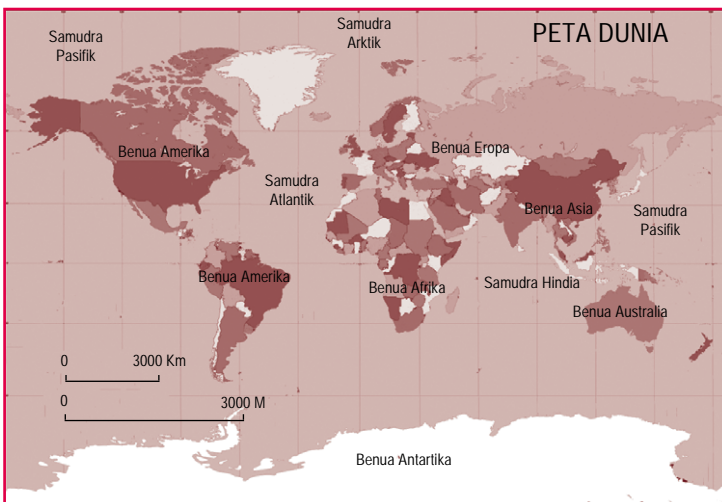 PETA DUNIA
Samudra
Pasifik
Samudra
Arktik
Benua Amerika
Benua Eropa
Samudra
Atlantik
Benua Asia
Samudra
Pasifik
Benua Amerika
Benua Afrika
Samudra Hindia
Benua Australia
0 3000 Km
0 3000 M
Benua Antartika